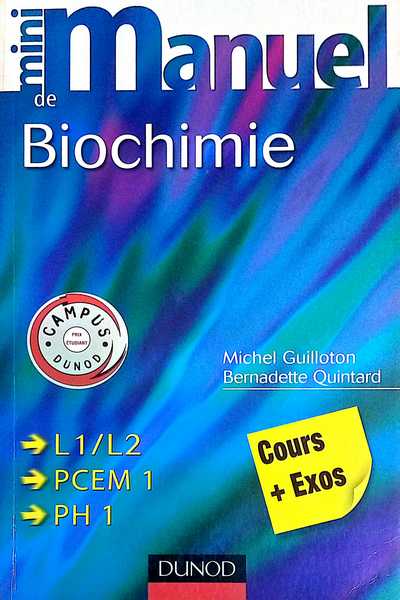 mini Manuel
de
Biochimie
CAMPUS
PRIX
ÉTUDIANT
DUNOD
Michel Guilloton
Bernadette Quintard
L1/L2
PCEM 1
PH 1
Cours
+ Exos
DUNOD